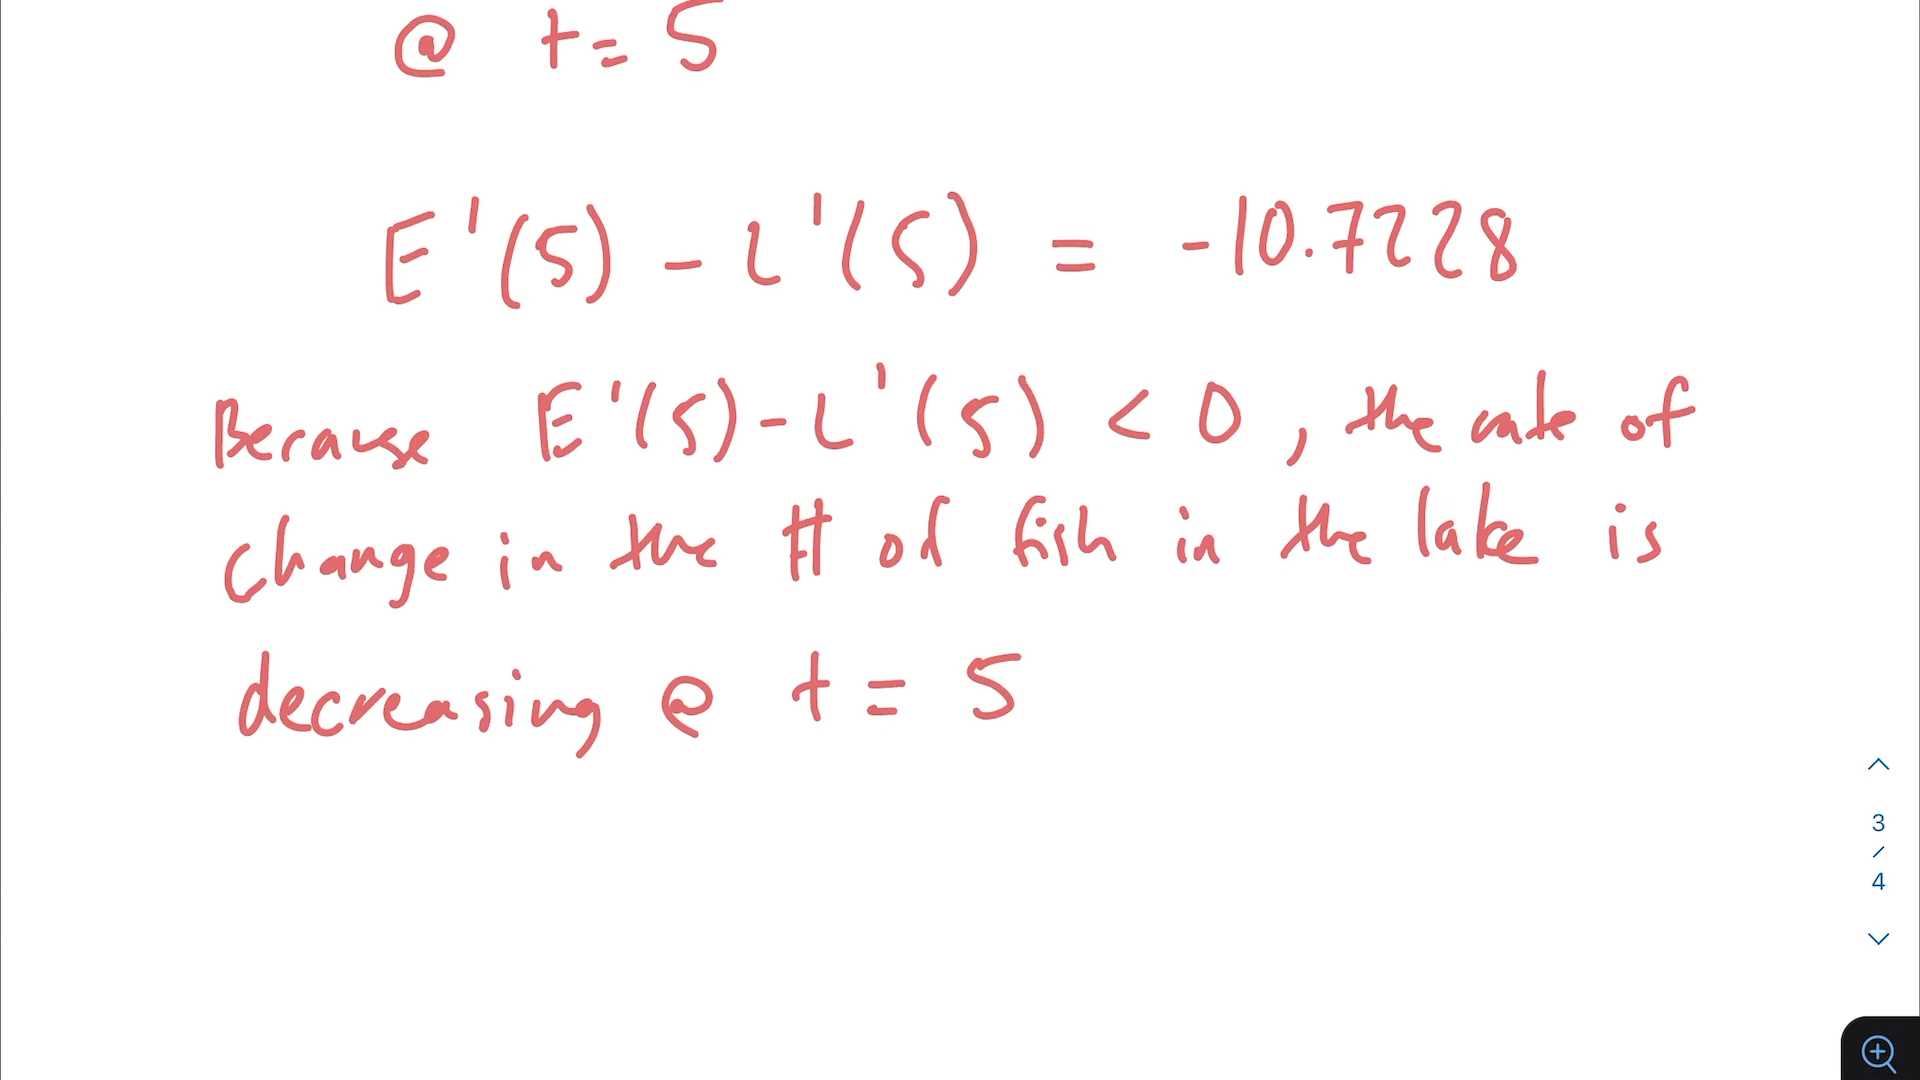 @ t = 5
E'(5) - L'(5) = -10.7228
Because E'(5) - L'(5) < 0, the rate of
change in the # of fish in the lake is
decreasing @ t = 5
3
/
4